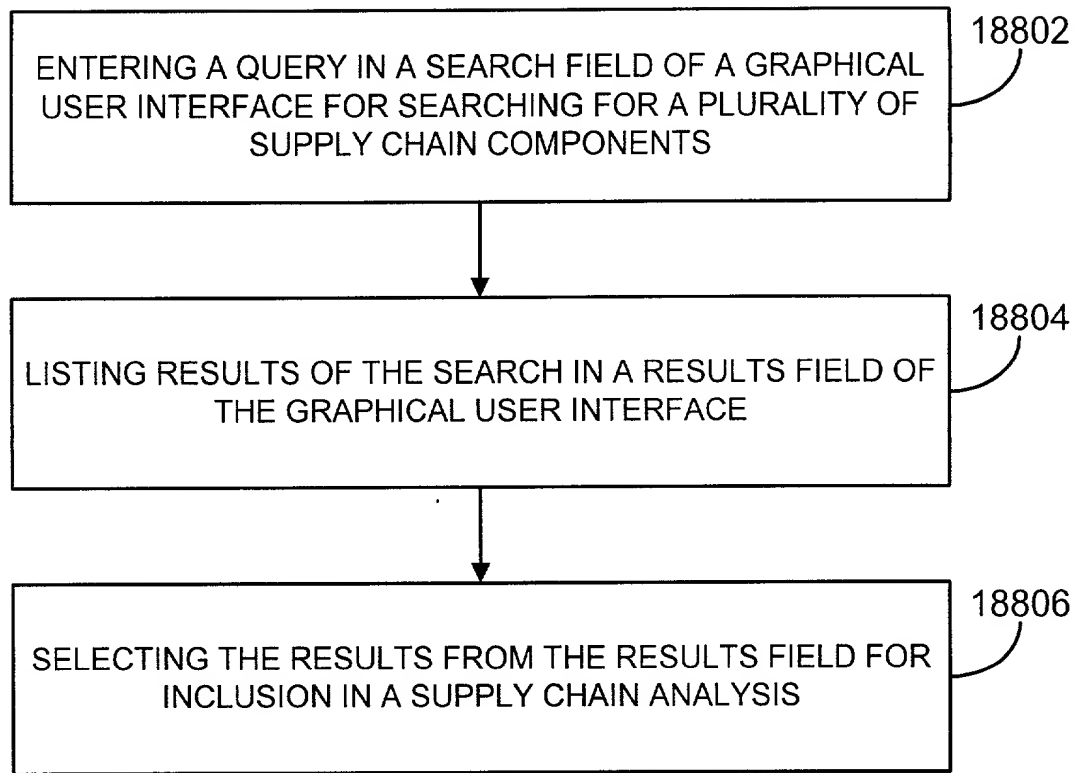 18802
ENTERING A QUERY IN A SEARCH FIELD OF A GRAPHICAL
USER INTERFACE FOR SEARCHING FOR A PLURALITY OF
SUPPLY CHAIN COMPONENTS
18804
LISTING RESULTS OF THE SEARCH IN A RESULTS FIELD OF
THE GRAPHICAL USER INTERFACE
18806
SELECTING THE RESULTS FROM THE RESULTS FIELD FOR
INCLUSION IN A SUPPLY CHAIN ANALYSIS